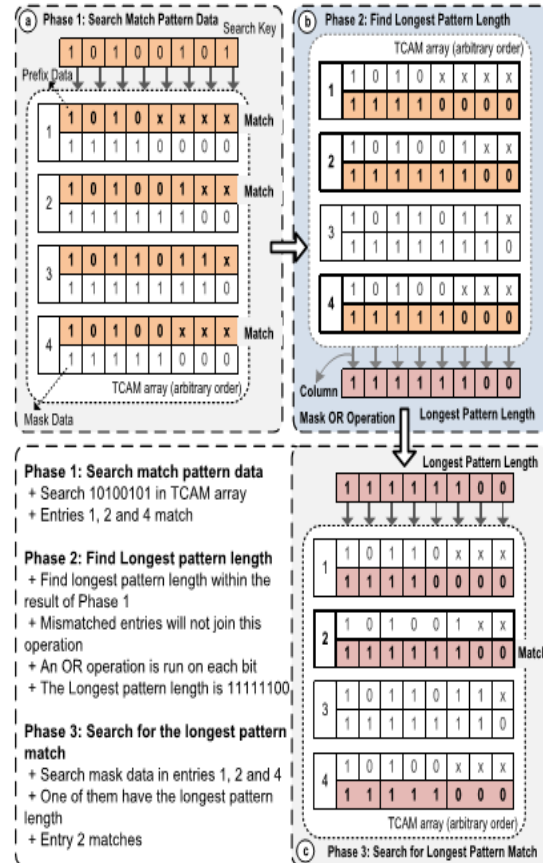 a Phase 1: Search Match Pattern Data
Search Key
1 0 1 0 0 1 0 1
Prefix Data
1
1 0 1 0 x x x x Match
1 1 1 1 0 0 0 0
2
1 0 1 0 0 1 x x Match
1 1 1 1 1 1 0 0
3
1 0 1 1 0 1 1 x
1 1 1 1 1 1 1 0
4
1 0 1 0 0 x x x Match
1 1 1 1 1 0 0 0
TCAM array (arbitrary order)
Mask Data
b Phase 2: Find Longest Pattern Length
TCAM array (arbitrary order)
1
1 0 1 0 x x x x
1 1 1 1 0 0 0 0
2
1 0 1 0 0 1 x x
1 1 1 1 1 1 0 0
3
1 0 1 1 0 1 1 x
1 1 1 1 1 1 1 0
4
1 0 1 0 0 x x x
1 1 1 1 1 0 0 0
Column
1 1 1 1 1 1 0 0
Mask OR Operation Longest Pattern Length
Phase 1: Search match pattern data
+ Search 10100101 in TCAM array
+ Entries 1, 2 and 4 match
Phase 2: Find Longest pattern length
+ Find longest pattern length within the
result of Phase 1
+ Mismatched entries will not join this
operation
+ An OR operation is run on each bit
+ The Longest pattern length is 11111100
Phase 3: Search for the longest pattern
match
+ Search mask data in entries 1, 2 and 4
+ One of them have the longest pattern
length
+ Entry 2 matches
Longest Pattern Length
1 1 1 1 1 1 0 0
1
1 0 1 1 0 x x x
1 1 1 1 0 0 0 0
2
1 0 1 0 0 1 x x
1 1 1 1 1 1 0 0 Match
3
1 0 1 1 0 1 1 x
1 1 1 1 1 1 1 0
4
1 0 1 0 0 x x x
1 1 1 1 1 0 0 0
TCAM array (arbitrary order)
c Phase 3: Search for Longest Pattern Match